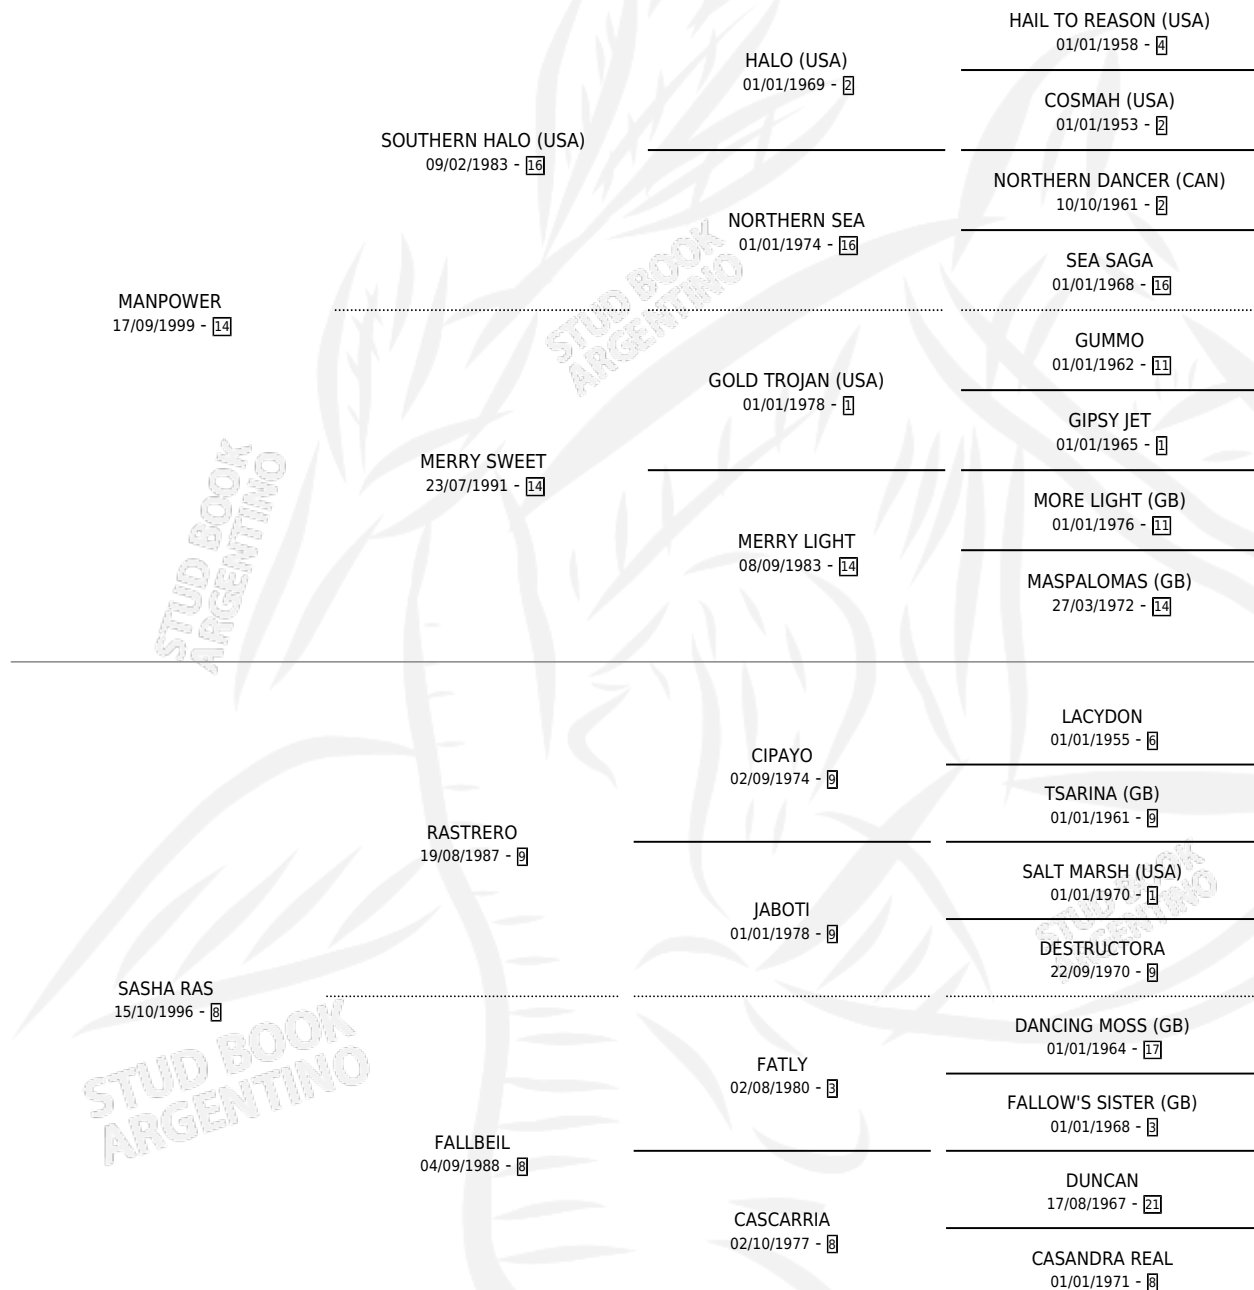 HAIL TO REASON (USA)
01/01/1958 - 4
HALO (USA)
01/01/1969 - 2
COSMAH (USA)
01/01/1953 - 2
SOUTHERN HALO (USA)
09/02/1983 - 16
NORTHERN DANCER (CAN)
10/10/1961 - 2
NORTHERN SEA
01/01/1974 - 16
SEA SAGA
01/01/1968 - 16
MANPOWER
17/09/1999 - 14
GUMMO
01/01/1962 - 11
GOLD TROJAN (USA)
01/01/1978 - 1
GIPSY JET
01/01/1965 - 1
MERRY SWEET
23/07/1991 - 14
MORE LIGHT (GB)
01/01/1976 - 11
MERRY LIGHT
08/09/1983 - 14
MASPALOMAS (GB)
27/03/1972 - 14
LACYDON
01/01/1955 - 6
CIPAYO
02/09/1974 - 9
TSARINA (GB)
01/01/1961 - 9
RASTRERO
19/08/1987 - 9
SALT MARSH (USA)
01/01/1970 - 1
JABOTI
01/01/1978 - 9
DESTRUCTORA
22/09/1970 - 9
SASHA RAS
15/10/1996 - 8
DANCING MOSS (GB)
01/01/1964 - 17
FATLY
02/08/1980 - 3
FALLOW'S SISTER (GB)
01/01/1968 - 3
FALLBEIL
04/09/1988 - 8
DUNCAN
17/08/1967 - 21
CASCARRIA
02/10/1977 - 8
CASANDRA REAL
01/01/1971 - 8
STUD BOOK
ARGENTINO
STUD BOOK
ARGENTINO
STUD BOOK
ARGENTINO
STUD BOOK
ARGENTINO